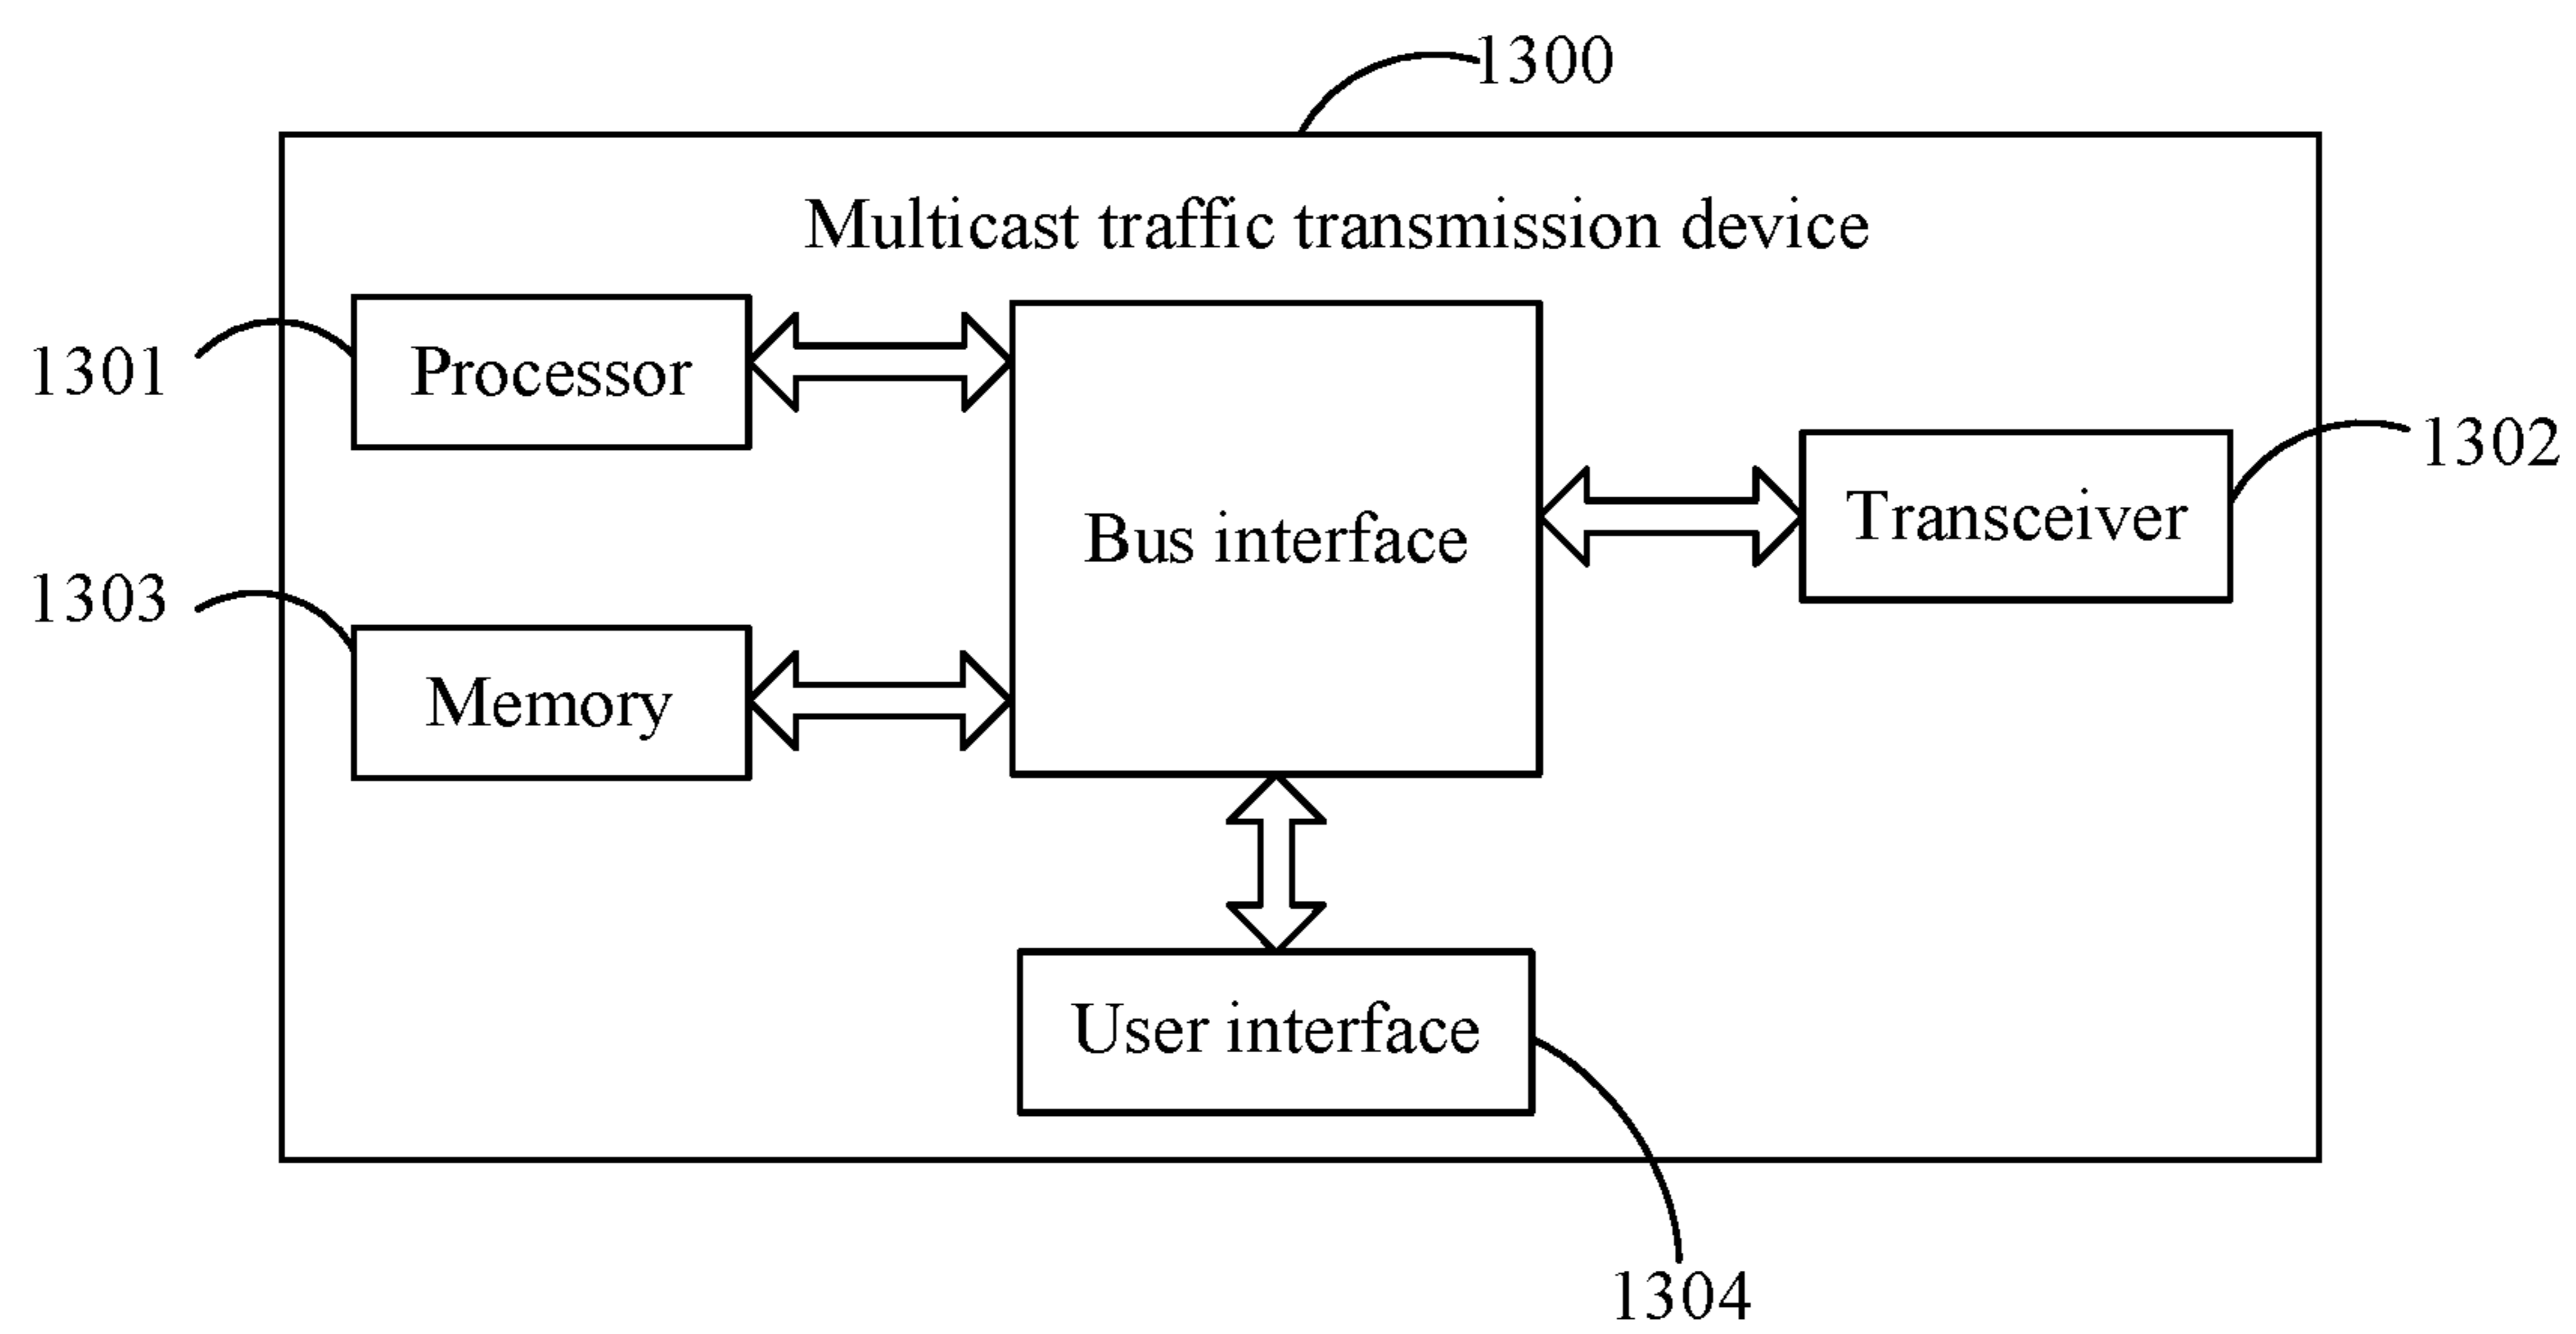 1300
Multicast traffic transmission device
1301
Processor
Bus interface
Transceiver
1302
1303
Memory
User interface
1304